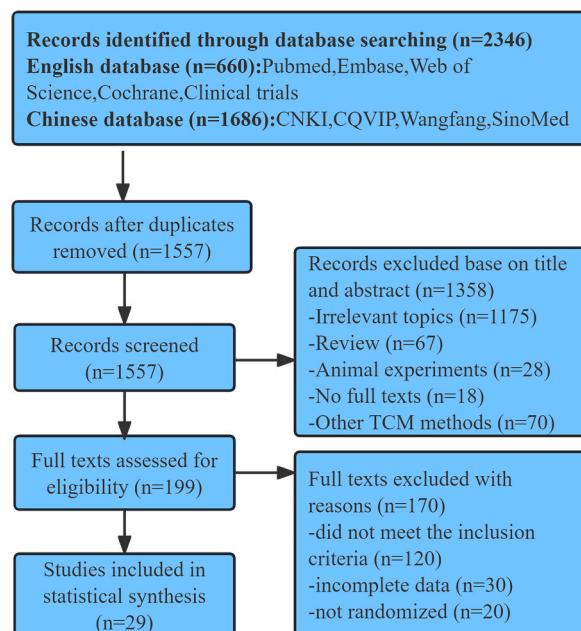 Records identified through database searching (n=2346)
English database (n=660):Pubmed,Embase,Web of
Science,Cochrane,Clinical trials
Chinese database (n=1686):CNKI,CQVIP,Wangfang,SinoMed
Records after duplicates
removed (n=1557)
Records screened
(n=1557)
Records excluded base on title
and abstract (n=1358)
-Irrelevant topics (n=1175)
-Review (n=67)
-Animal experiments (n=28)
-No full texts (n=18)
-Other TCM methods (n=70)
Full texts assessed for
eligibility (n=199)
Full texts excluded with
reasons (n=170)
-did not meet the inclusion
criteria (n=120)
-incomplete data (n=30)
-not randomized (n=20)
Studies included in
statistical synthesis
(n=29)